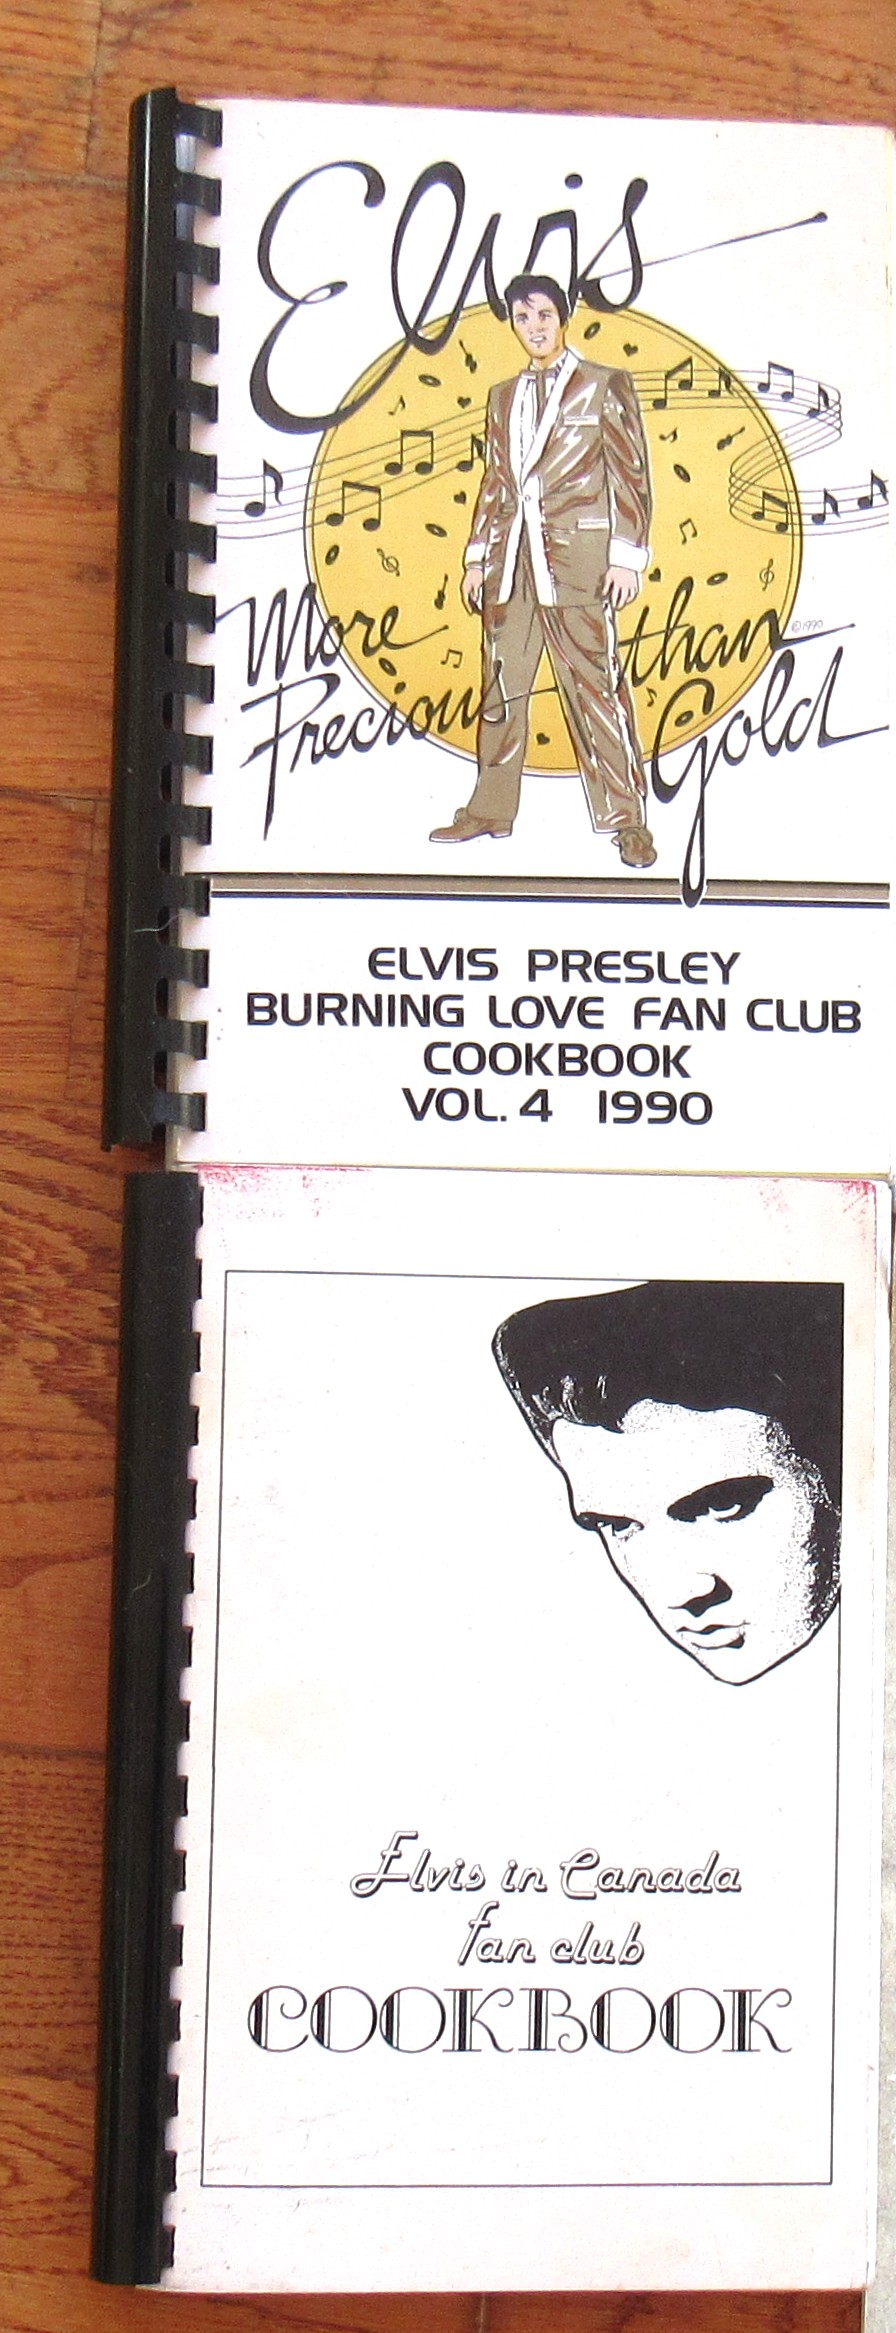 Elvis
More than
©1990
Precious Gold
ELVIS PRESLEY
BURNING LOVE FAN CLUB
COOKBOOK
VOL. 4 1990
Elvis in Canada
fan club
COOKBOOK